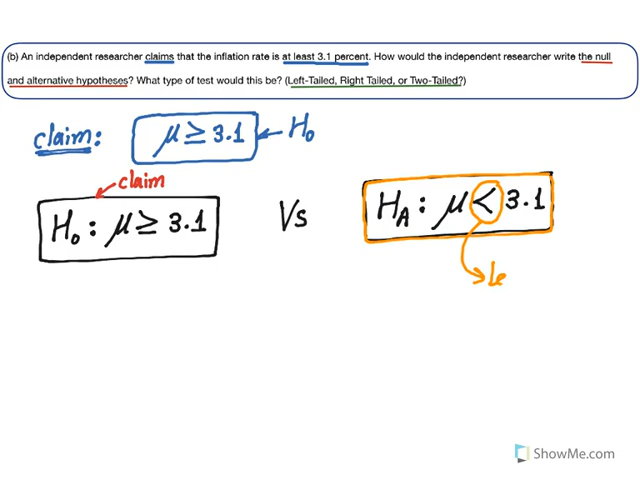 (b) An independent researcher claims that the inflation rate is at least 3.1 percent. How would the independent researcher write the null
and alternative hypotheses? What type of test would this be? (Left-Tailed, Right Tailed, or Two-Tailed?)
claim: μ ≥ 3.1 ← H₀
claim
H₀ : μ ≥ 3.1 Vs H_A : μ < 3.1
Le
ShowMe.com